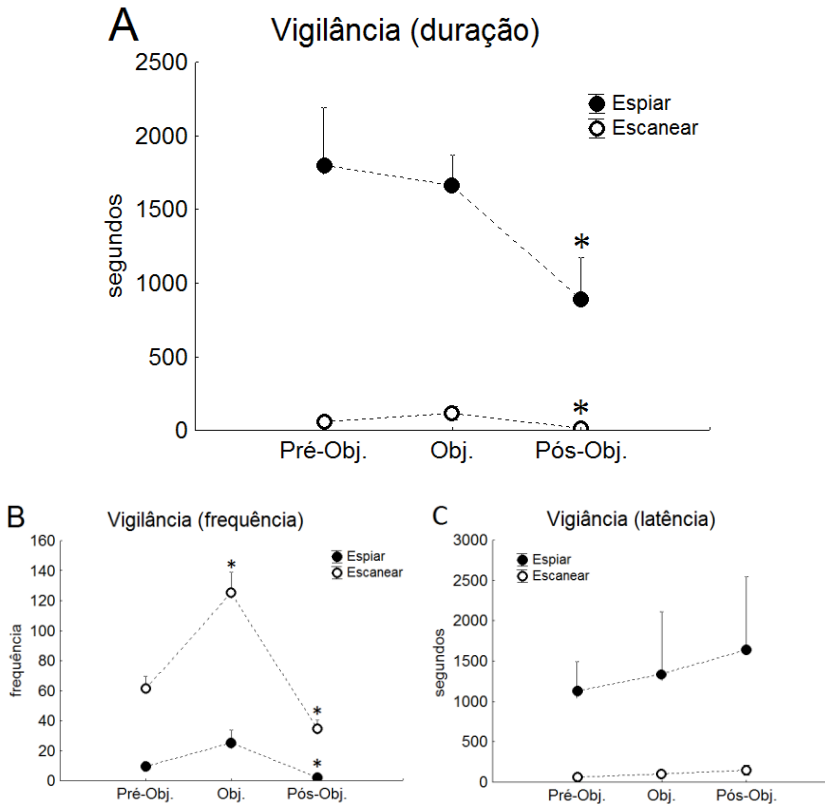 A
Vigilância (duração)
2500
Espiar
Escanear
2000
1500
segundos
*
1000
500
*
0
Pré-Obj.
Obj.
Pós-Obj.
B
Vigilância (frequência)
160
Espiar
Escanear
140
*
120
100
frequência
80
60
40
*
20
*
0
Pré-Obj.
Obj.
Pós-Obj.
C
Vigiância (latência)
3000
Espiar
Escanear
2500
2000
segundos
1500
1000
500
0
Pré-Obj.
Obj.
Pós-Obj.